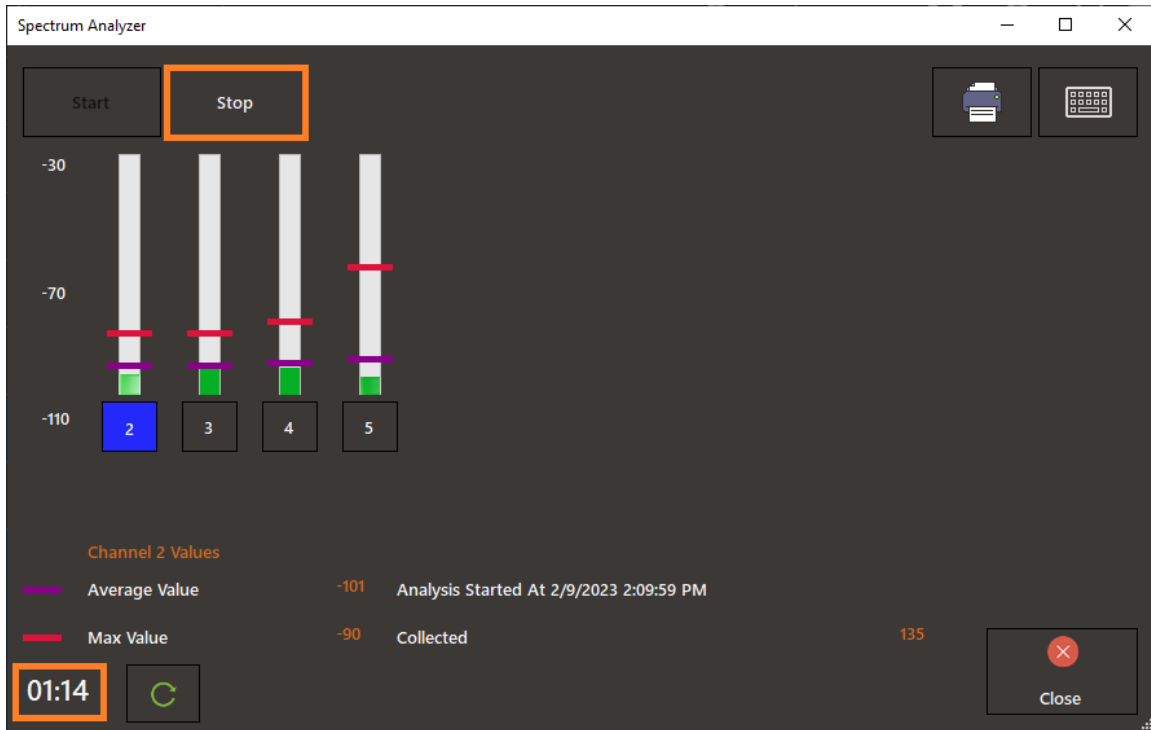 Spectrum Analyzer
Start Stop
-30
-70
-110
2 3 4 5
Channel 2 Values
Average Value -101 Analysis Started At 2/9/2023 2:09:59 PM
Max Value -90 Collected 135
01:14
Close